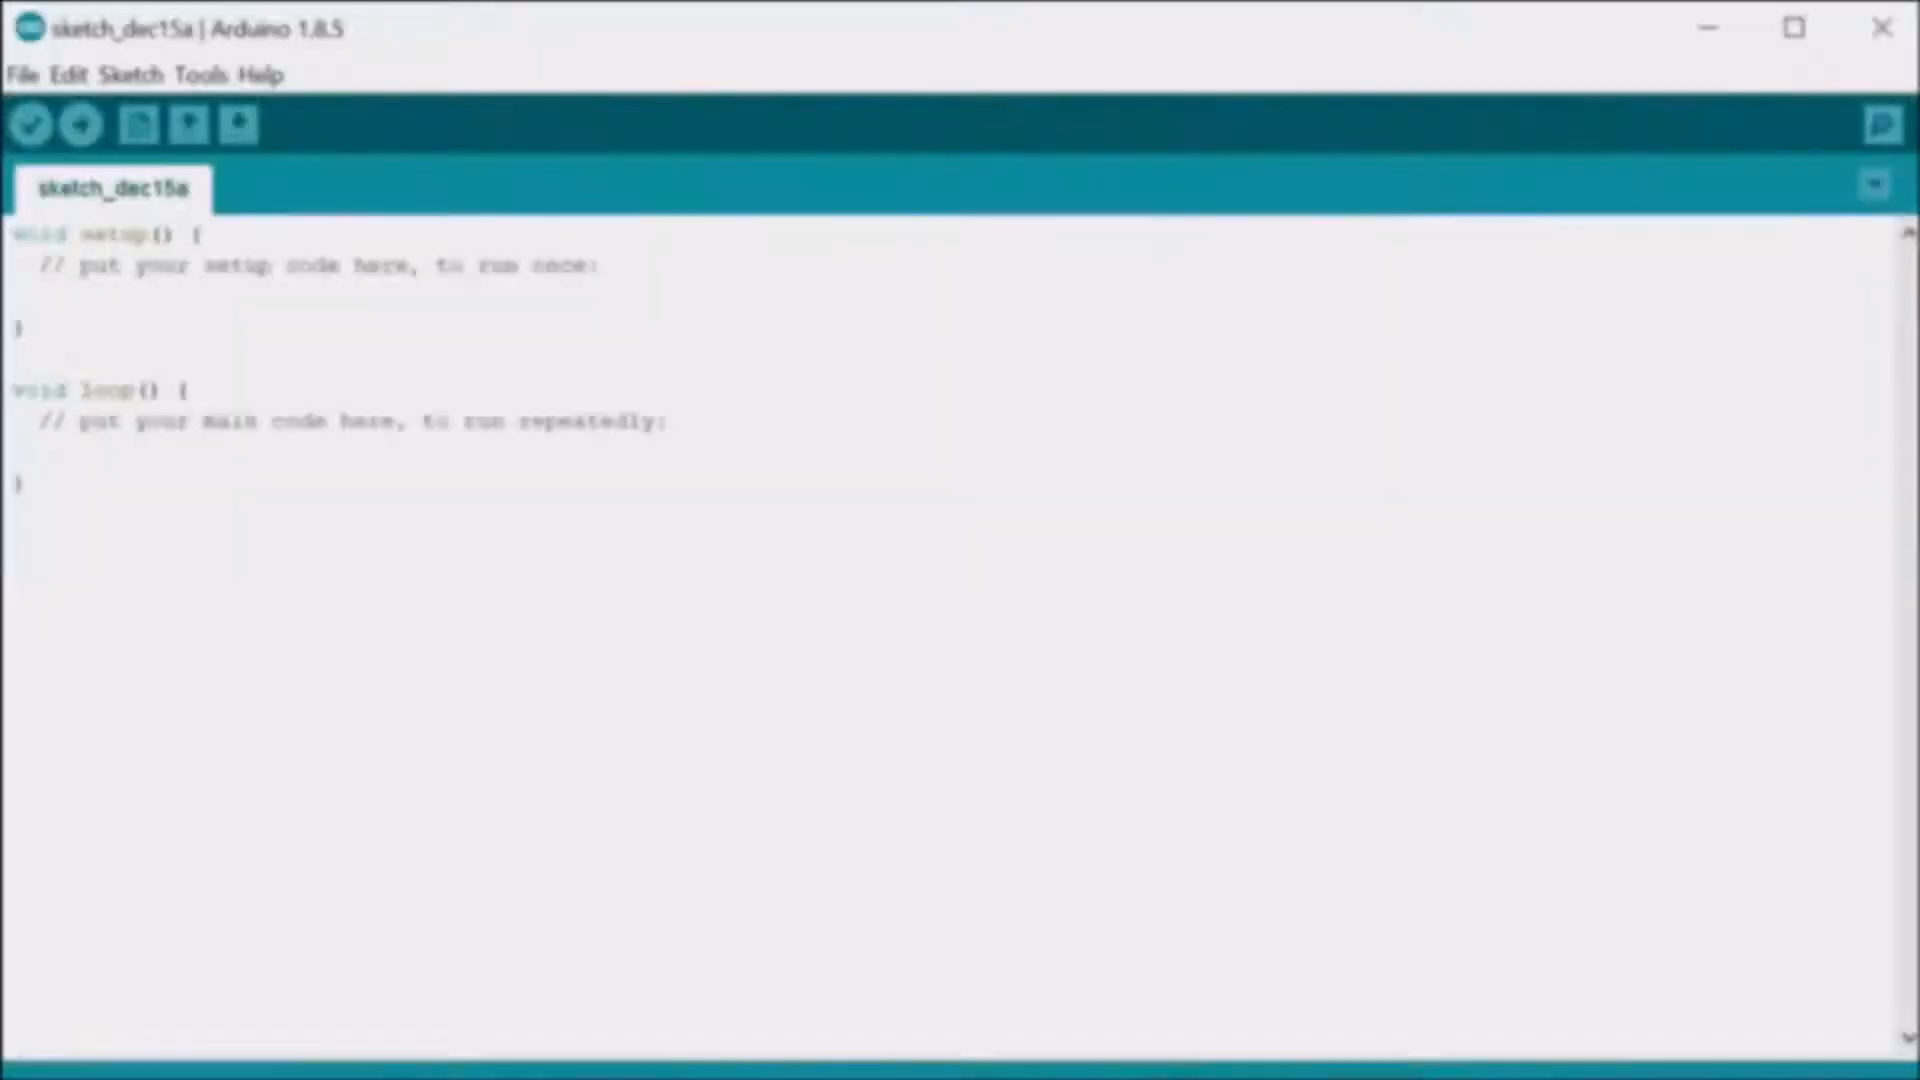 sketch_dec15a | Arduino 1.8.5
File Edit Sketch Tools Help
sketch_dec15a
void setup() {
  // put your setup code here, to run once:
}
void loop() {
  // put your main code here, to run repeatedly:
}